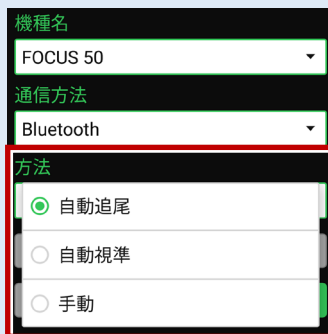 機種名
FOCUS 50
通信方法
Bluetooth
方法
自動追尾
自動視準
手動